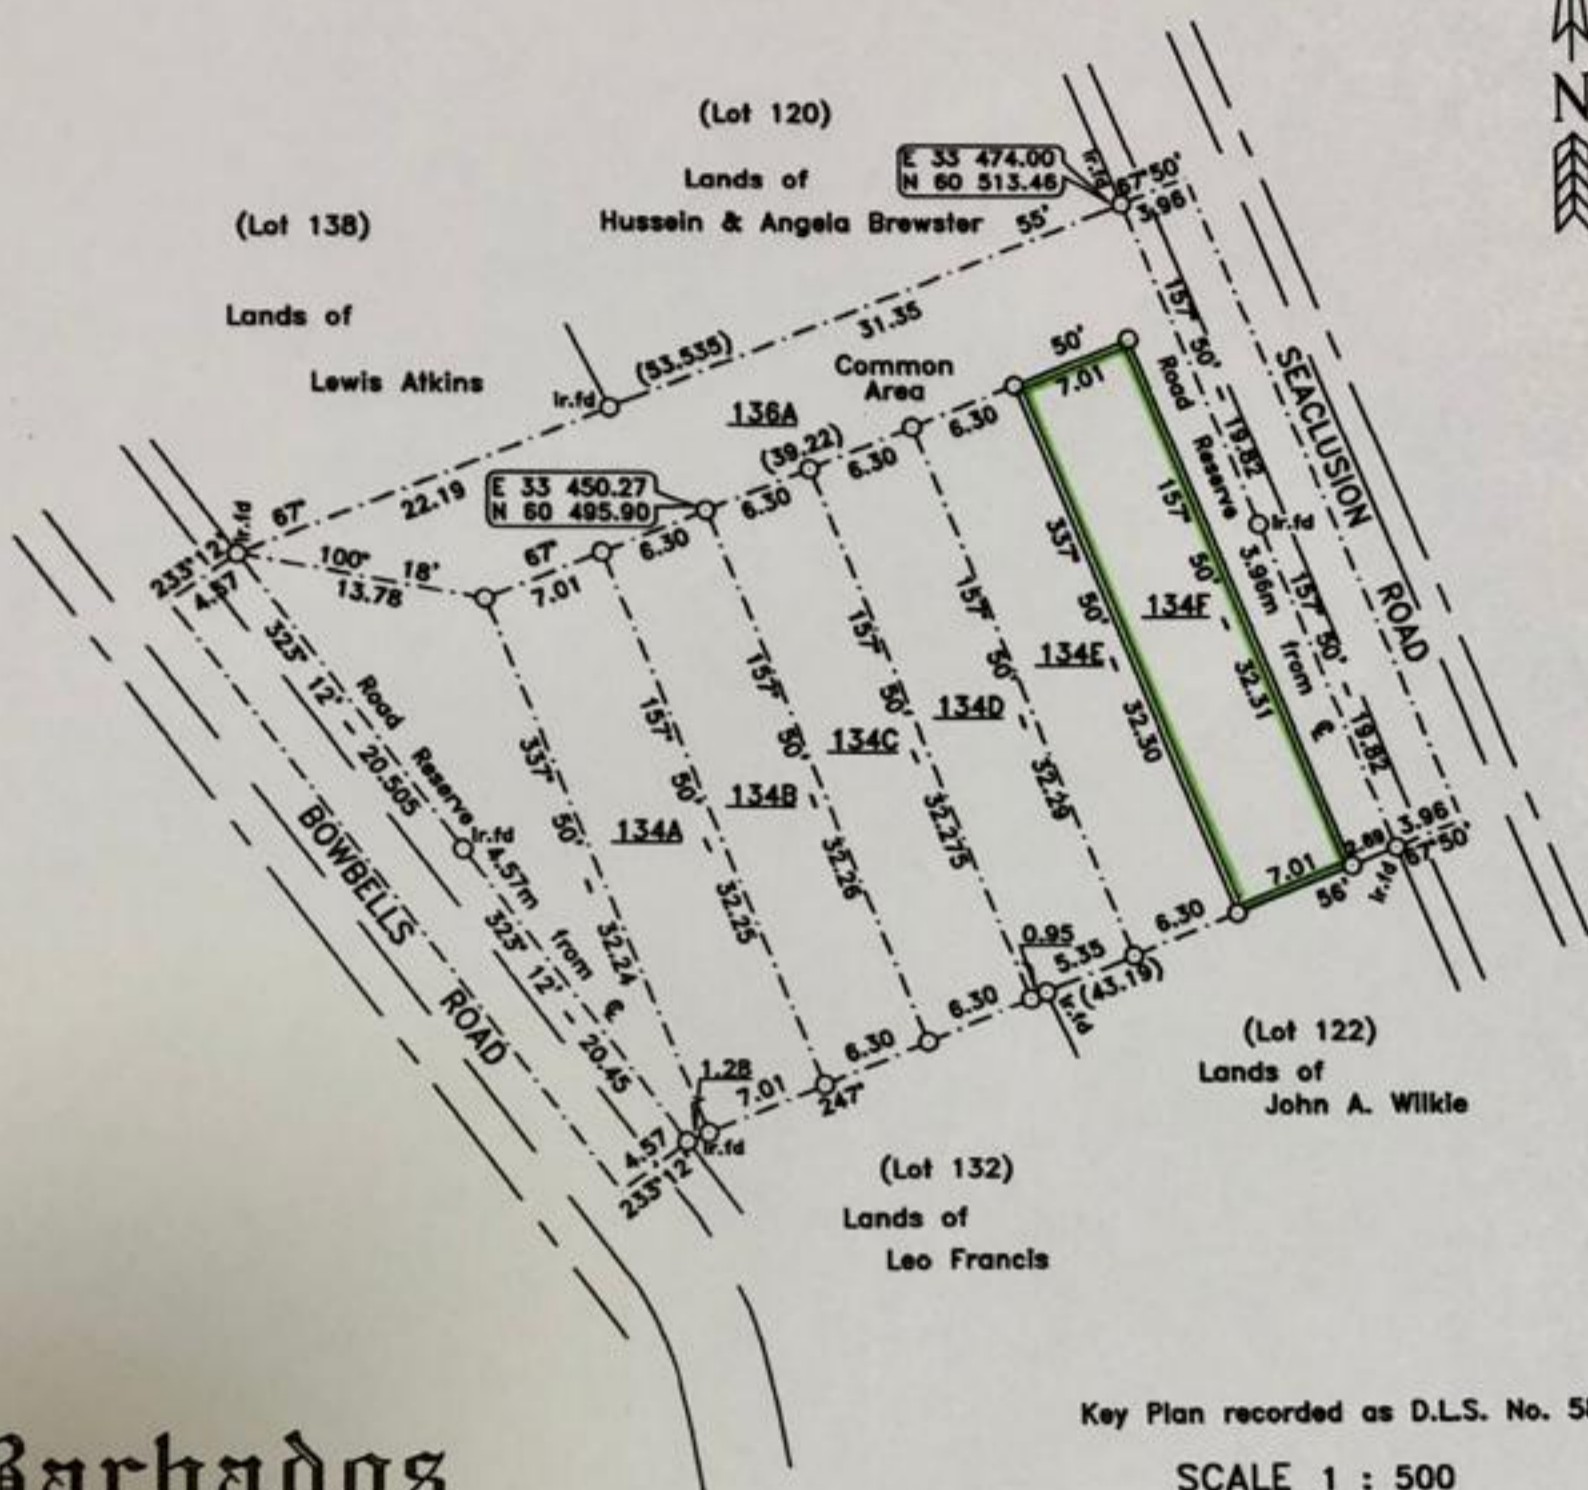 N
(Lot 120)
Lands of
Hussein & Angela Brewster
E 33 474.00
N 60 513.46
Ir.fd
67°50'
3.96
55'
(Lot 138)
Lands of
Lewis Atkins
Ir.fd
(53.535)
31.35
Common
Area
136A
50'
7.01
157° 50' - 19.82
Road Reserve
3.96m from ℄
SEACLUSION
ROAD
Ir.fd
67°
22.19
E 33 450.27
N 60 495.90
(39.22)
6.30
6.30
6.30
6.30
Ir.fd
233°12'
4.57
100° 18'
13.78
67°
7.01
323° 12' - 20.505
Road Reserve
4.57m from ℄
Ir.fd
BOWBELLS
ROAD
323° 12' - 20.45
337° 50' - 32.24
134A
157° 50' - 32.25
134B
157° 50' - 32.26
134C
157° 50' - 32.275
134D
157° 50' - 32.29
134E
337° 50' - 32.30
134F
157° 50' - 32.31
Ir.fd
157° 50' - 19.82
3.96
67°50'
2.69
Ir.fd
7.01
56'
6.30
0.95
5.35
(43.19)
Ir.fd
6.30
6.30
247°
7.01
1.28
Ir.fd
4.57
233°12'
(Lot 122)
Lands of
John A. Wilkie
(Lot 132)
Lands of
Leo Francis
Key Plan recorded as D.L.S. No. 5
SCALE 1 : 500
Barbados